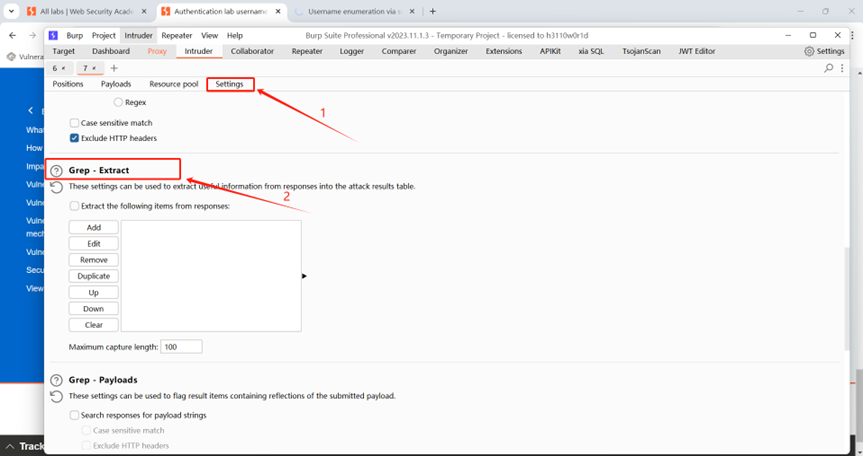 All labs | Web Security Acade
Authentication lab username
Username enumeration via s
Vulnera
Burp Project Intruder Repeater View Help
Burp Suite Professional v2023.11.1.3 - Temporary Project - licensed to h3110w0r1d
Target Dashboard Proxy Intruder Collaborator Repeater Logger Comparer Organizer Extensions APIKit xia SQL TsojanScan JWT Editor Settings
6 × 7 × +
Positions Payloads Resource pool Settings
1
Regex
Case sensitive match
Exclude HTTP headers
What
How
Impa
Vulne
Vulne
Vulne
mech
Vulne
Secu
View
Grep - Extract
2
These settings can be used to extract useful information from responses into the attack results table.
Extract the following items from responses:
Add
Edit
Remove
Duplicate
Up
Down
Clear
Maximum capture length: 100
Grep - Payloads
These settings can be used to flag result items containing reflections of the submitted payload.
Search responses for payload strings
Case sensitive match
Exclude HTTP headers
Track